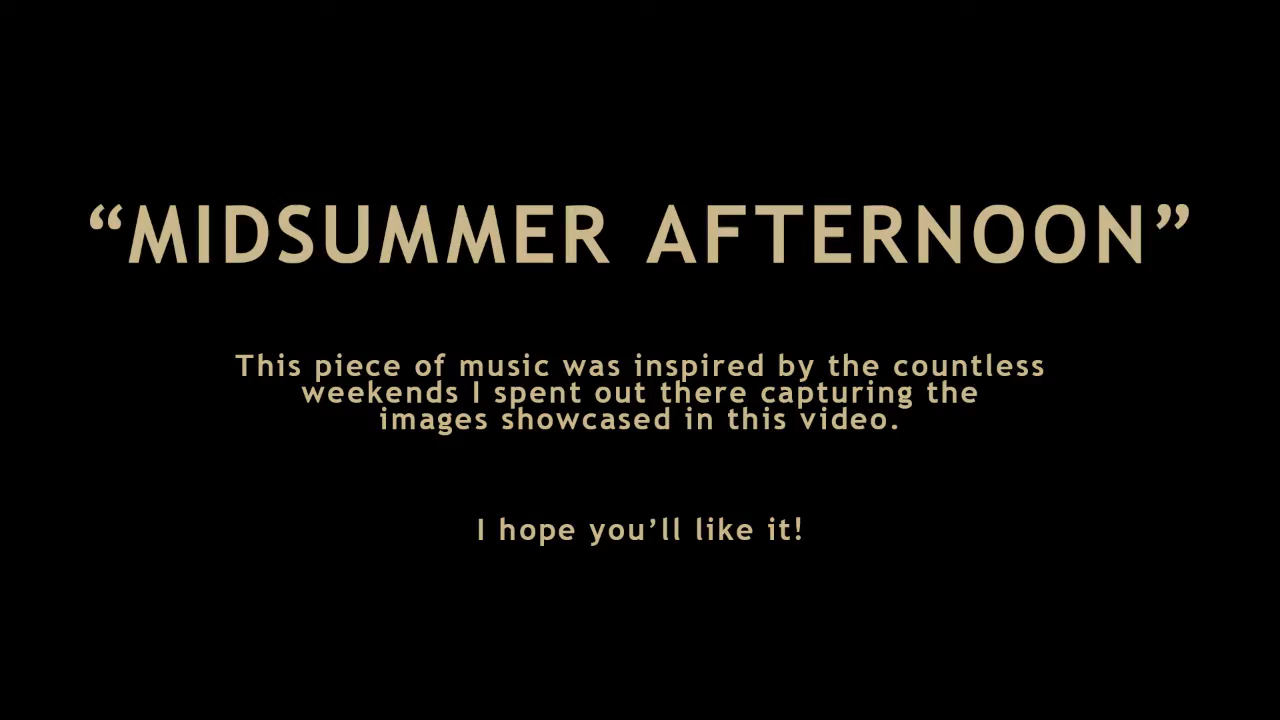 “MIDSUMMER AFTERNOON”
This piece of music was inspired by the countless
weekends I spent out there capturing the
images showcased in this video.
I hope you’ll like it!